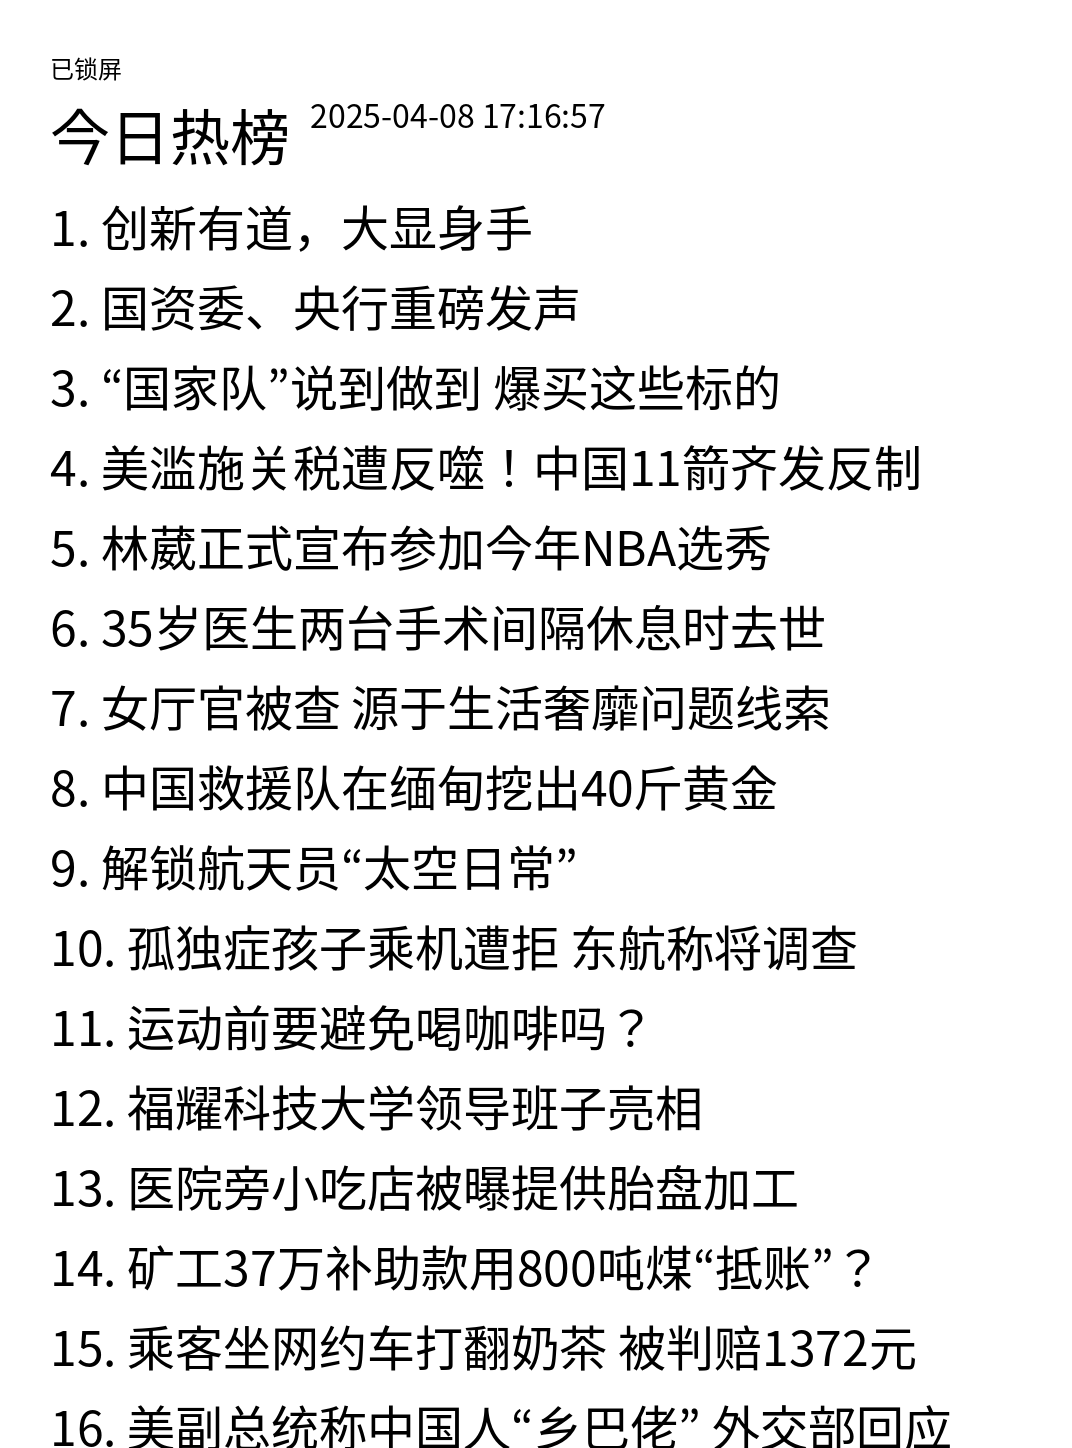 已锁屏
今日热榜 2025-04-08 17:16:57
1. 创新有道，大显身手
2. 国资委、央行重磅发声
3. “国家队”说到做到 爆买这些标的
4. 美滥施关税遭反噬！中国11箭齐发反制
5. 林葳正式宣布参加今年NBA选秀
6. 35岁医生两台手术间隔休息时去世
7. 女厅官被查 源于生活奢靡问题线索
8. 中国救援队在缅甸挖出40斤黄金
9. 解锁航天员“太空日常”
10. 孤独症孩子乘机遭拒 东航称将调查
11. 运动前要避免喝咖啡吗？
12. 福耀科技大学领导班子亮相
13. 医院旁小吃店被曝提供胎盘加工
14. 矿工37万补助款用800吨煤“抵账”？
15. 乘客坐网约车打翻奶茶 被判赔1372元
16. 美副总统称中国人“乡巴佬” 外交部回应